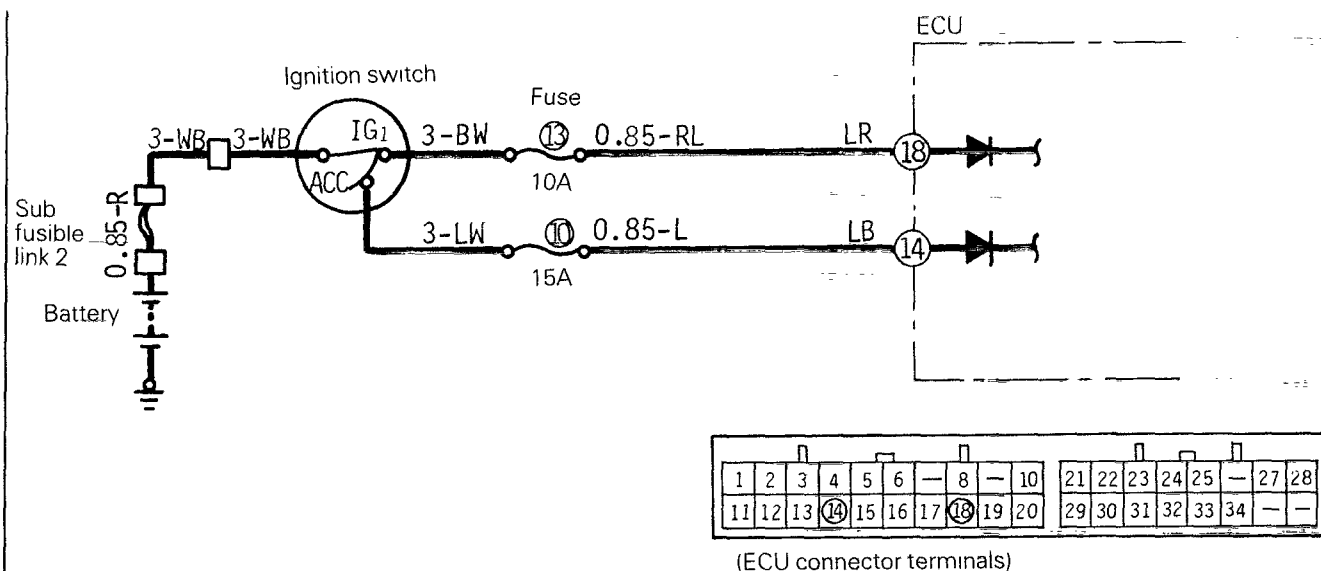 ECU
Ignition switch
Fuse
3-WB 3-WB IG1 3-BW 13 0.85-RL LR 18
ACC 10A
Sub fusible link 2
0.85-R
3-LW 10 0.85-L LB 14
15A
Battery
1 2 3 4 5 6 — 8 — 10 21 22 23 24 25 — 27 28
11 12 13 14 15 16 17 18 19 20 29 30 31 32 33 34 — —
(ECU connector terminals)